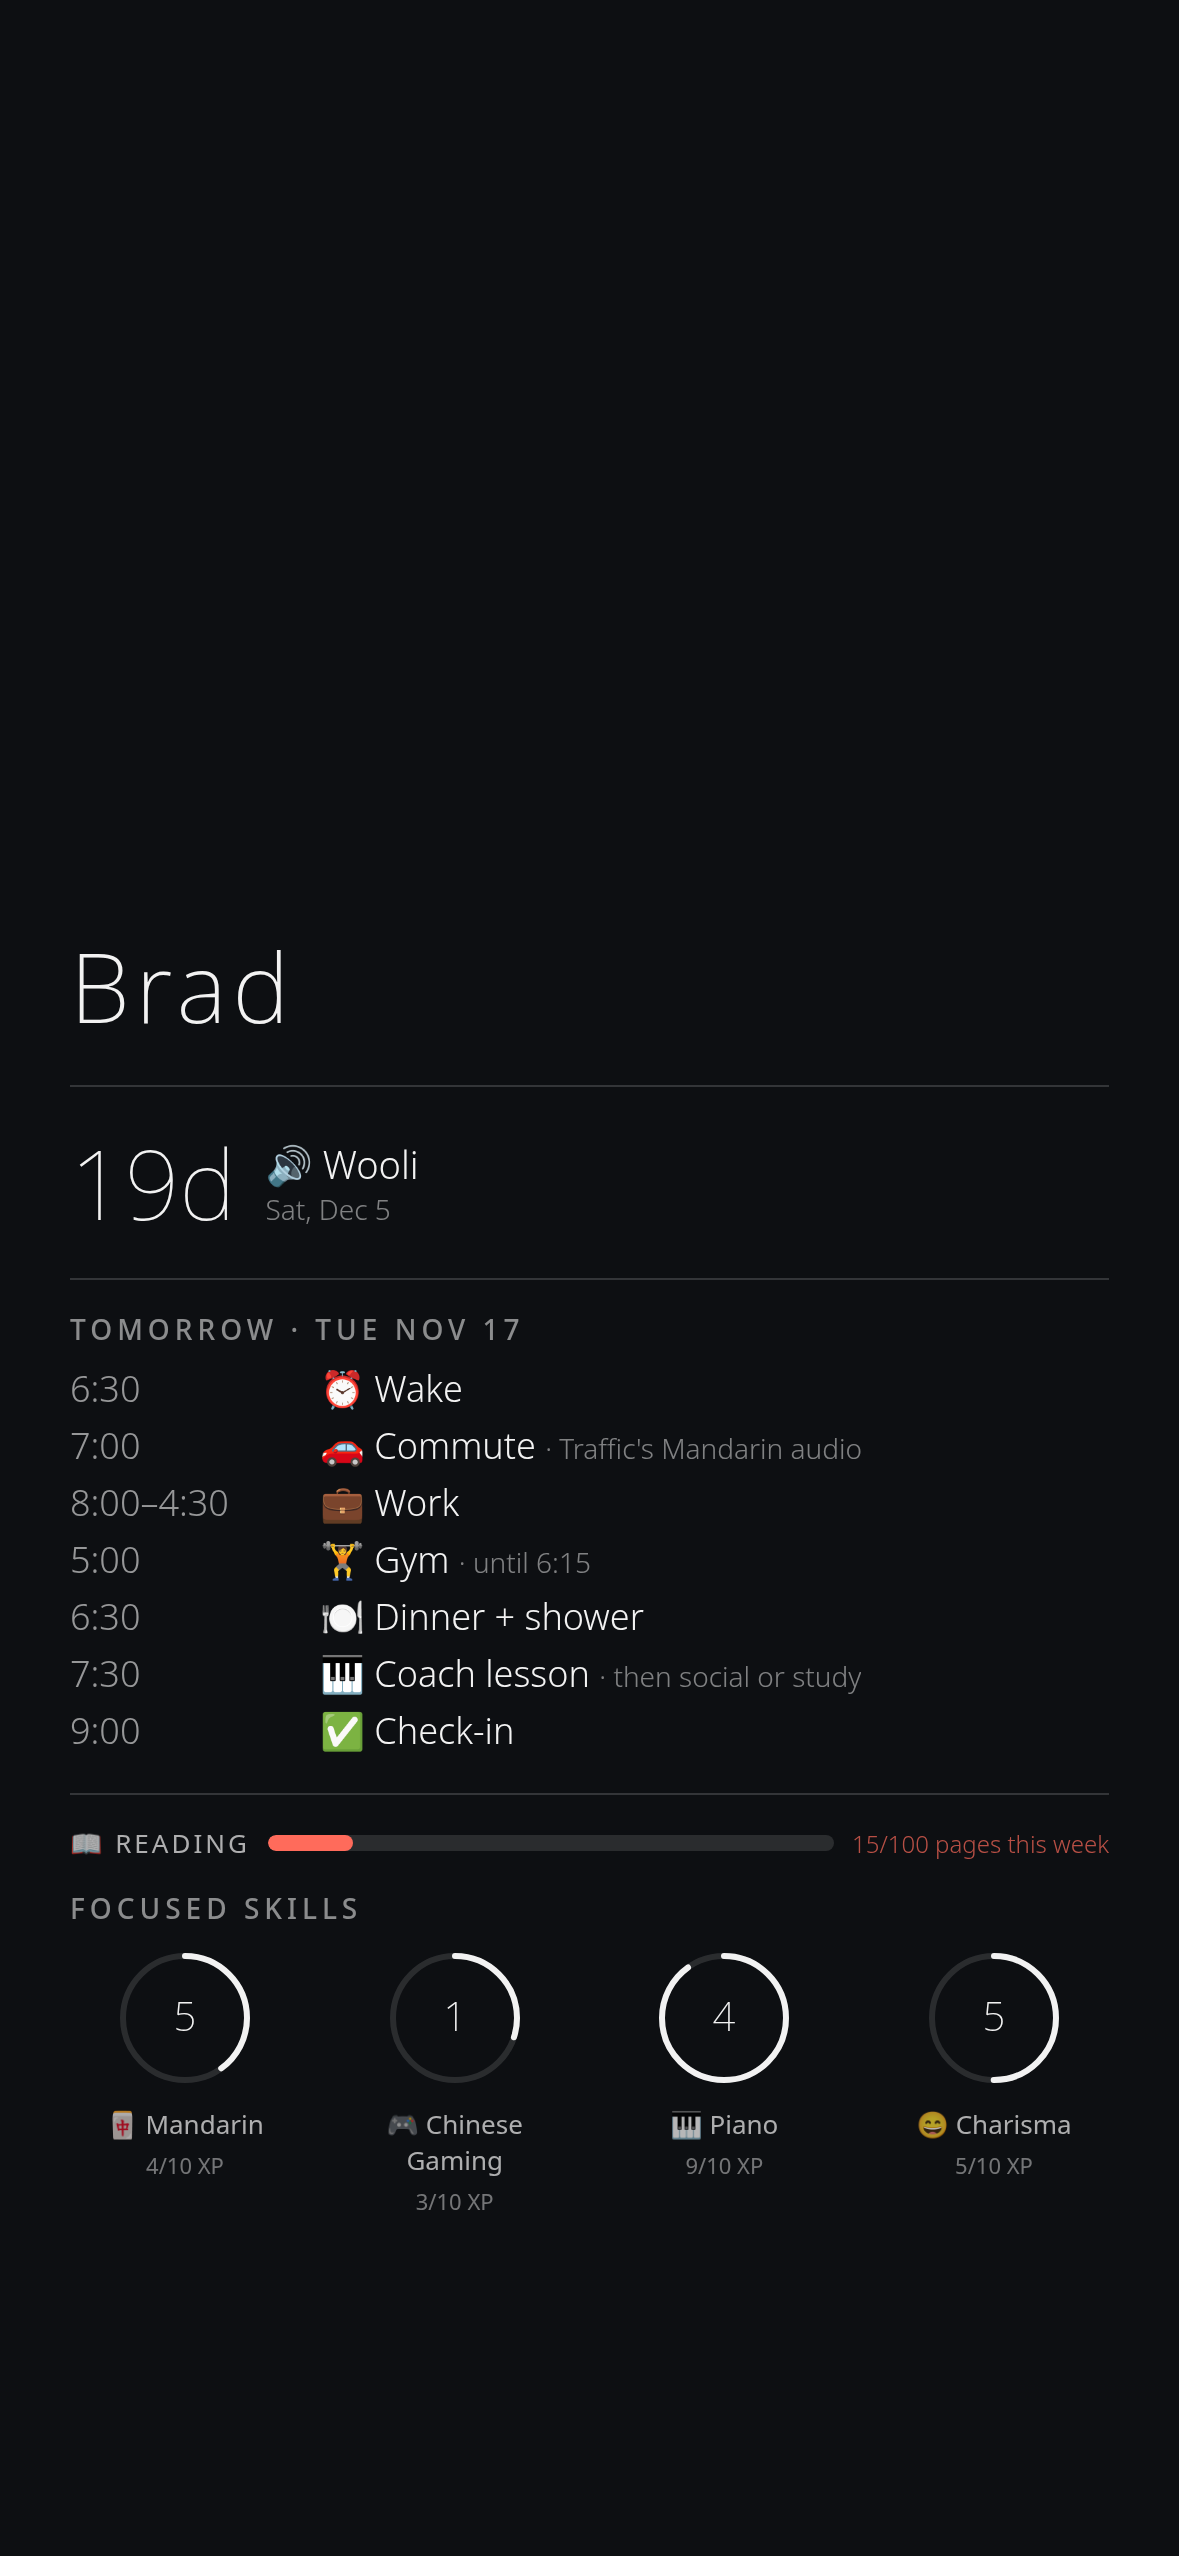 Brad
19d
🔊 Wooli
Sat, Dec 5
TOMORROW · TUE NOV 17
6:30 ⏰ Wake
7:00 🚗 Commute · Traffic's Mandarin audio
8:00–4:30 💼 Work
5:00 🏋️ Gym · until 6:15
6:30 🍽️ Dinner + shower
7:30 🎹 Coach lesson · then social or study
9:00 ✅ Check-in
📖 READING 15/100 pages this week
FOCUSED SKILLS
5
🀄 Mandarin
4/10 XP
1
🎮 Chinese
Gaming
3/10 XP
4
🎹 Piano
9/10 XP
5
😄 Charisma
5/10 XP